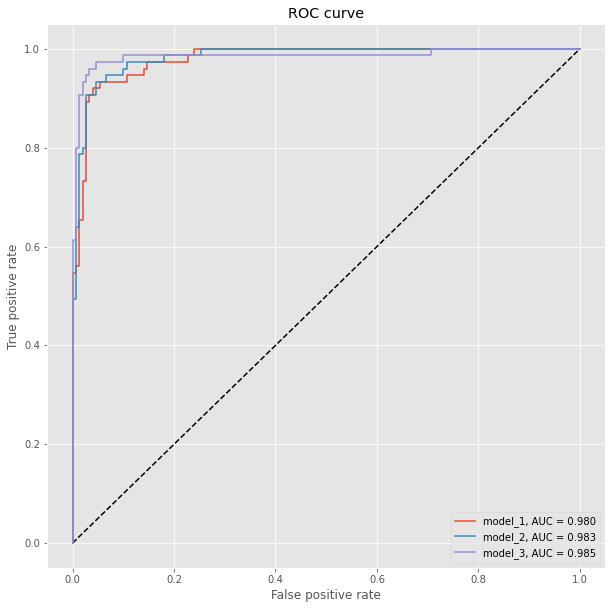 ROC curve
True positive rate
1.0
0.8
0.6
0.4
0.2
0.0
0.0 0.2 0.4 0.6 0.8 1.0
False positive rate
model_1, AUC = 0.980
model_2, AUC = 0.983
model_3, AUC = 0.985